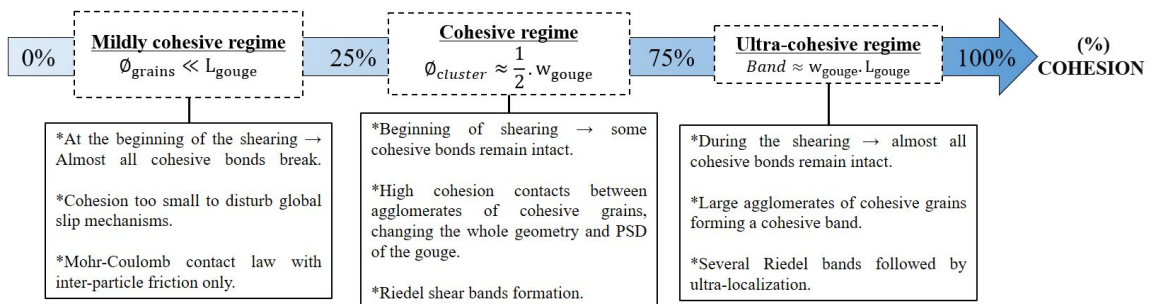 0%
Mildly cohesive regime
∅grains ≪ Lgouge
25%
Cohesive regime
∅cluster ≈ 1/2 . wgouge
75%
Ultra-cohesive regime
Band ≈ wgouge. Lgouge
100%
(%)
COHESION
*At the beginning of the shearing →
Almost all cohesive bonds break.
*Cohesion too small to disturb global
slip mechanisms.
*Mohr-Coulomb contact law with
inter-particle friction only.
*Beginning of shearing → some
cohesive bonds remain intact.
*High cohesion contacts between
agglomerates of cohesive grains,
changing the whole geometry and PSD
of the gouge.
*Riedel shear bands formation.
*During the shearing → almost all
cohesive bonds remain intact.
*Large agglomerates of cohesive grains
forming a cohesive band.
*Several Riedel bands followed by
ultra-localization.